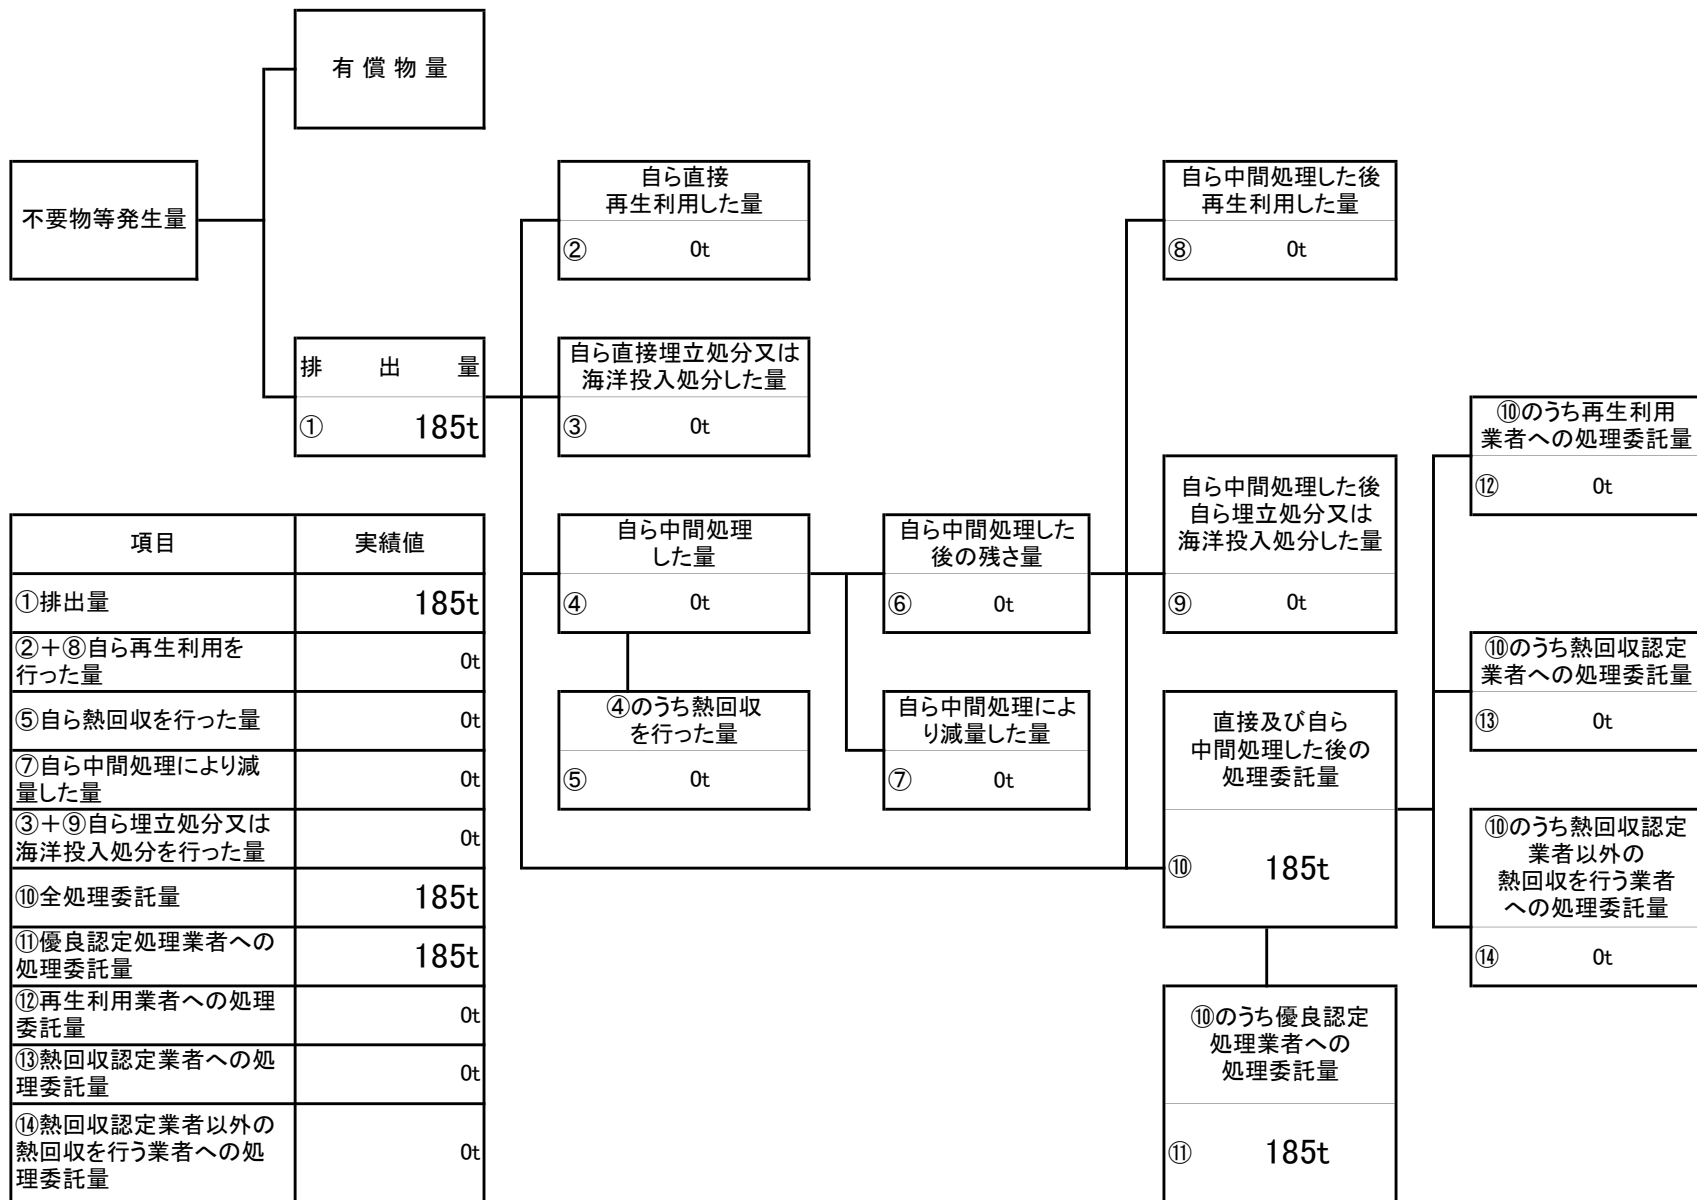 有 償 物 量
不要物等発生量
自ら直接
再生利用した量
② 0t
自ら中間処理した後
再生利用した量
⑧ 0t
排 出 量
① 185t
自ら直接埋立処分又は
海洋投入処分した量
③ 0t
⑩のうち再生利用
業者への処理委託量
⑫ 0t
自ら中間処理した後
自ら埋立処分又は
海洋投入処分した量
⑨ 0t
自ら中間処理
した量
④ 0t
自ら中間処理した
後の残さ量
⑥ 0t
⑩のうち熱回収認定
業者への処理委託量
⑬ 0t
④のうち熱回収
を行った量
⑤ 0t
自ら中間処理によ
り減量した量
⑦ 0t
直接及び自ら
中間処理した後の
処理委託量
⑩ 185t
⑩のうち熱回収認定
業者以外の
熱回収を行う業者
への処理委託量
⑭ 0t
⑩のうち優良認定
処理業者への
処理委託量
⑪ 185t
項目 実績値
①排出量 185t
②+⑧自ら再生利用を
行った量 0t
⑤自ら熱回収を行った量 0t
⑦自ら中間処理により減
量した量 0t
③+⑨自ら埋立処分又は
海洋投入処分を行った量 0t
⑩全処理委託量 185t
⑪優良認定処理業者への
処理委託量 185t
⑫再生利用業者への処理
委託量 0t
⑬熱回収認定業者への処
理委託量 0t
⑭熱回収認定業者以外の
熱回収を行う業者への処
理委託量 0t